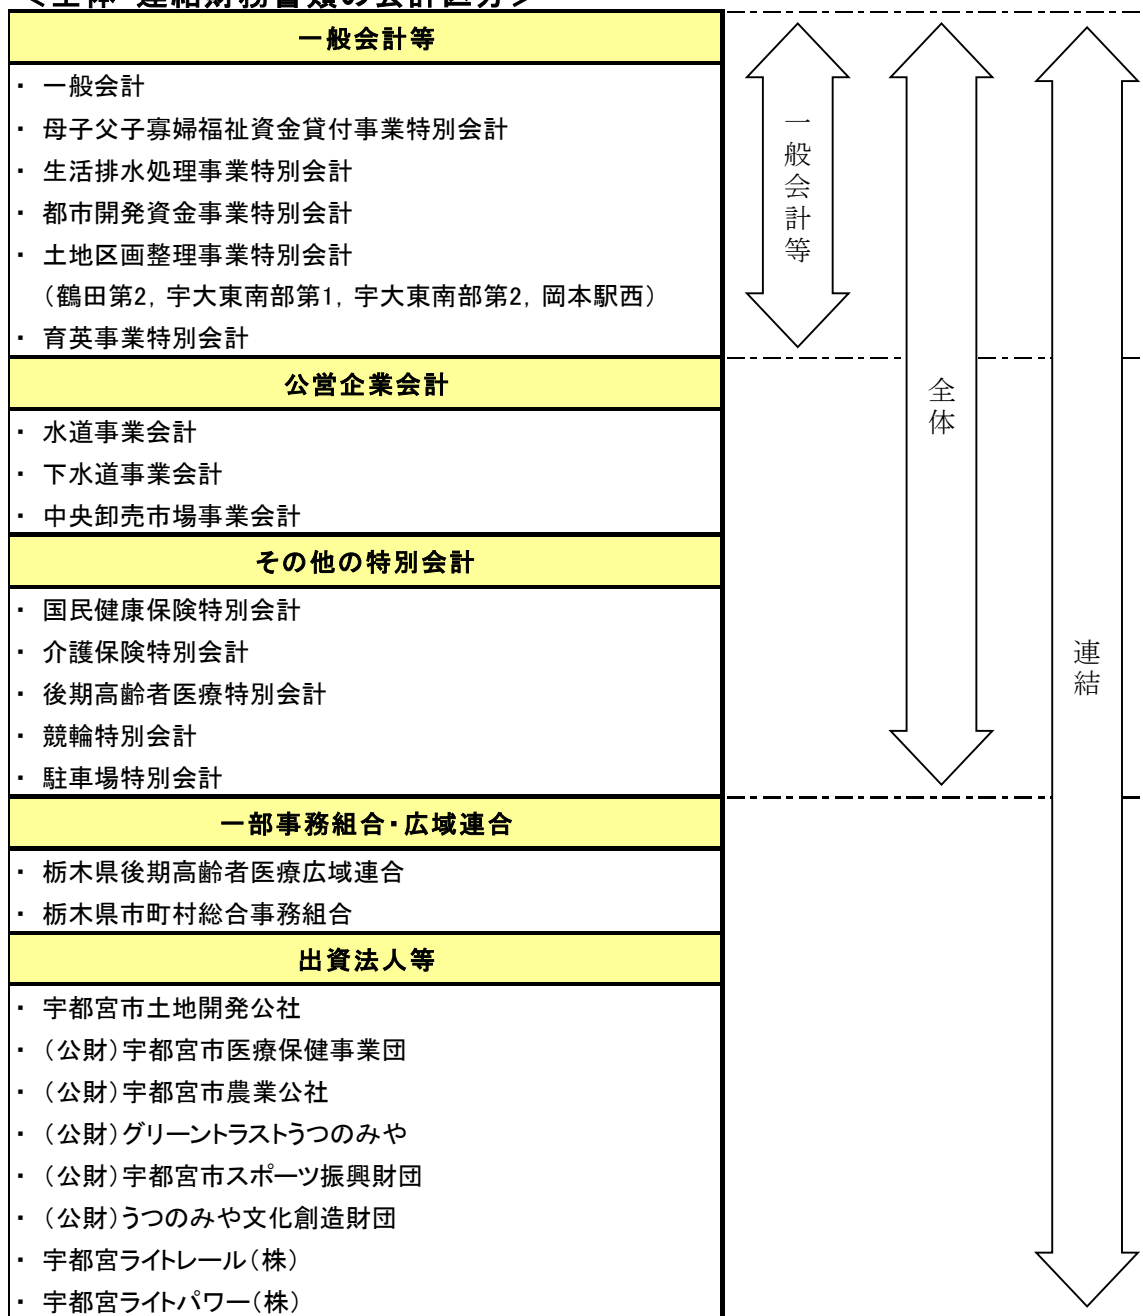 ＜全体・連結財務書類の会計区分＞
一般会計等
・ 一般会計
・ 母子父子寡婦福祉資金貸付事業特別会計
・ 生活排水処理事業特別会計
・ 都市開発資金事業特別会計
・ 土地区画整理事業特別会計
（鶴田第2，宇大東南部第1，宇大東南部第2，岡本駅西）
・ 育英事業特別会計
公営企業会計
・ 水道事業会計
・ 下水道事業会計
・ 中央卸売市場事業会計
その他の特別会計
・ 国民健康保険特別会計
・ 介護保険特別会計
・ 後期高齢者医療特別会計
・ 競輪特別会計
・ 駐車場特別会計
一部事務組合・広域連合
・ 栃木県後期高齢者医療広域連合
・ 栃木県市町村総合事務組合
出資法人等
・ 宇都宮市土地開発公社
・ （公財）宇都宮市医療保健事業団
・ （公財）宇都宮市農業公社
・ （公財）グリーントラストうつのみや
・ （公財）宇都宮市スポーツ振興財団
・ （公財）うつのみや文化創造財団
・ 宇都宮ライトレール（株）
・ 宇都宮ライトパワー（株）
一般会計等
全体
連結